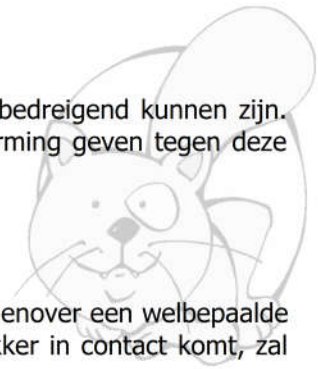 bedreigend kunnen zijn.
rming geven tegen deze
enover een welbepaalde
ker in contact komt, zal